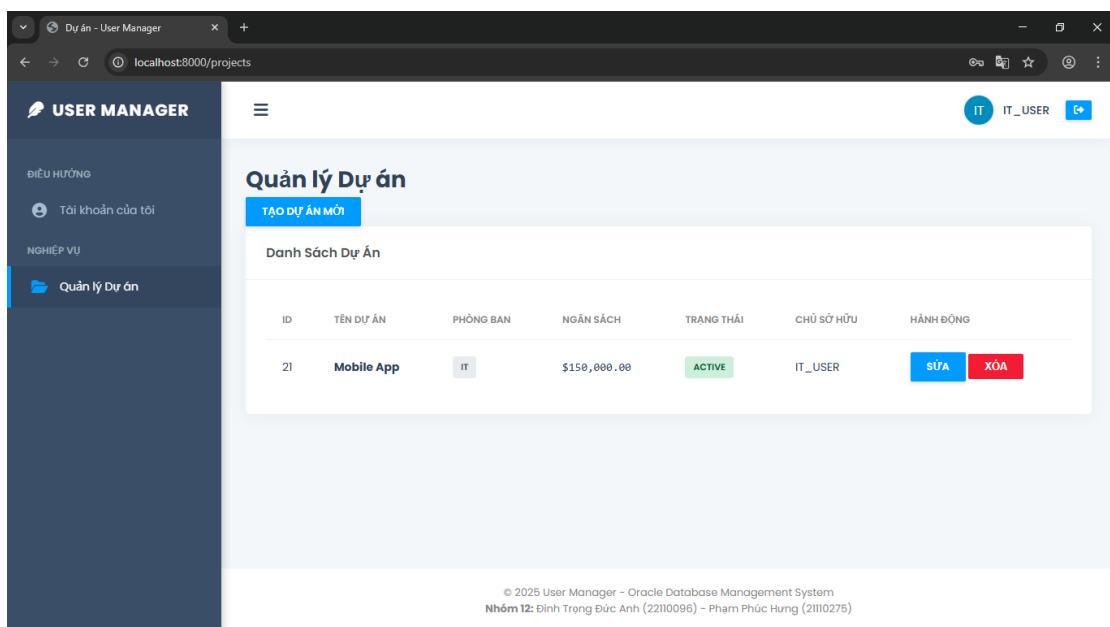 Dự án - User Manager
localhost:8000/projects
USER MANAGER
IT IT_USER
ĐIỀU HƯỚNG
Tài khoản của tôi
NGHIỆP VỤ
Quản lý Dự án
Quản lý Dự án
TẠO DỰ ÁN MỚI
Danh Sách Dự Án
ID TÊN DỰ ÁN PHÒNG BAN NGÂN SÁCH TRẠNG THÁI CHỦ SỞ HỮU HÀNH ĐỘNG
21 Mobile App IT $150,000.00 ACTIVE IT_USER SỬA XÓA
© 2025 User Manager - Oracle Database Management System
Nhóm 12: Đinh Trọng Đức Anh (22110096) - Phạm Phúc Hưng (21110275)